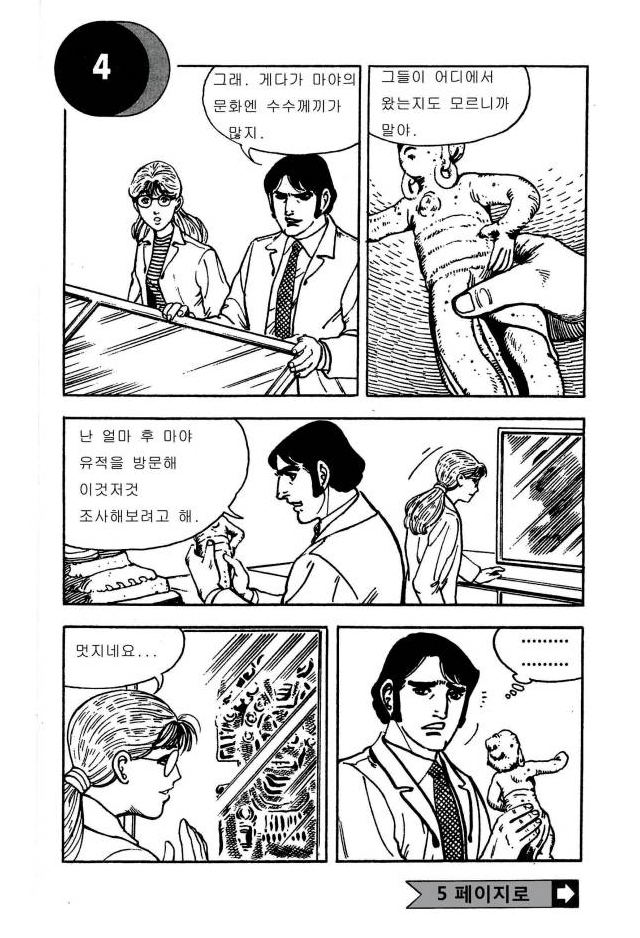 4
그래. 게다가 마야의
문화엔 수수께끼가
많지.
그들이 어디에서
왔는지도 모르니까
말야.
난 얼마 후 마야
유적을 방문해
이것저것
조사해보려고 해.
멋지네요...
..........
..........
5 페이지로